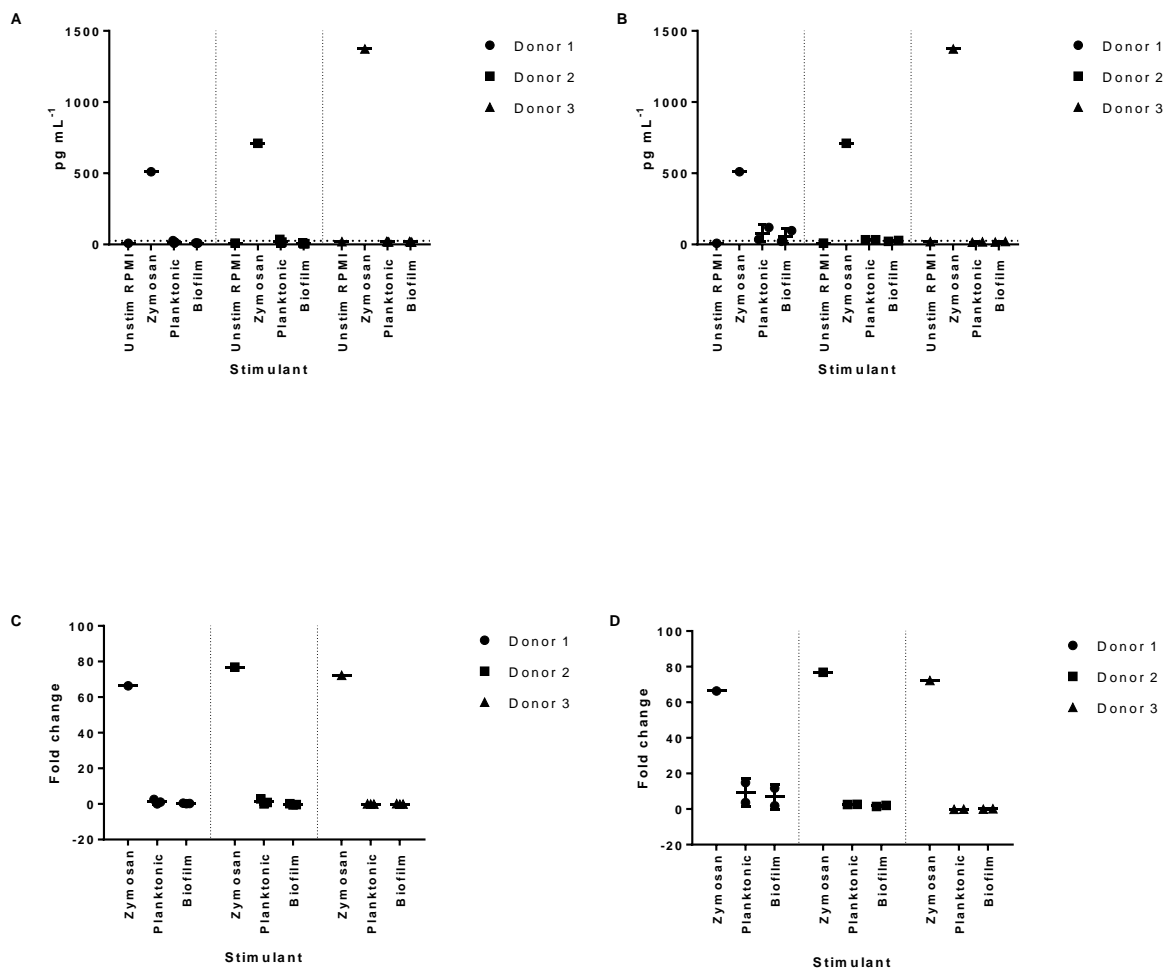 A
1500
1000
500
0
pg mL-1
Unstim RPMI
Zymosan
Planktonic
Biofilm
Unstim RPMI
Zymosan
Planktonic
Biofilm
Unstim RPMI
Zymosan
Planktonic
Biofilm
Stimulant
Donor 1
Donor 2
Donor 3
B
1500
1000
500
0
pg mL-1
Unstim RPMI
Zymosan
Planktonic
Biofilm
Unstim RPMI
Zymosan
Planktonic
Biofilm
Unstim RPMI
Zymosan
Planktonic
Biofilm
Stimulant
Donor 1
Donor 2
Donor 3
C
100
80
60
40
20
0
-20
Fold change
Zymosan
Planktonic
Biofilm
Zymosan
Planktonic
Biofilm
Zymosan
Planktonic
Biofilm
Stimulant
Donor 1
Donor 2
Donor 3
D
100
80
60
40
20
0
-20
Fold change
Zymosan
Planktonic
Biofilm
Zymosan
Planktonic
Biofilm
Zymosan
Planktonic
Biofilm
Stimulant
Donor 1
Donor 2
Donor 3